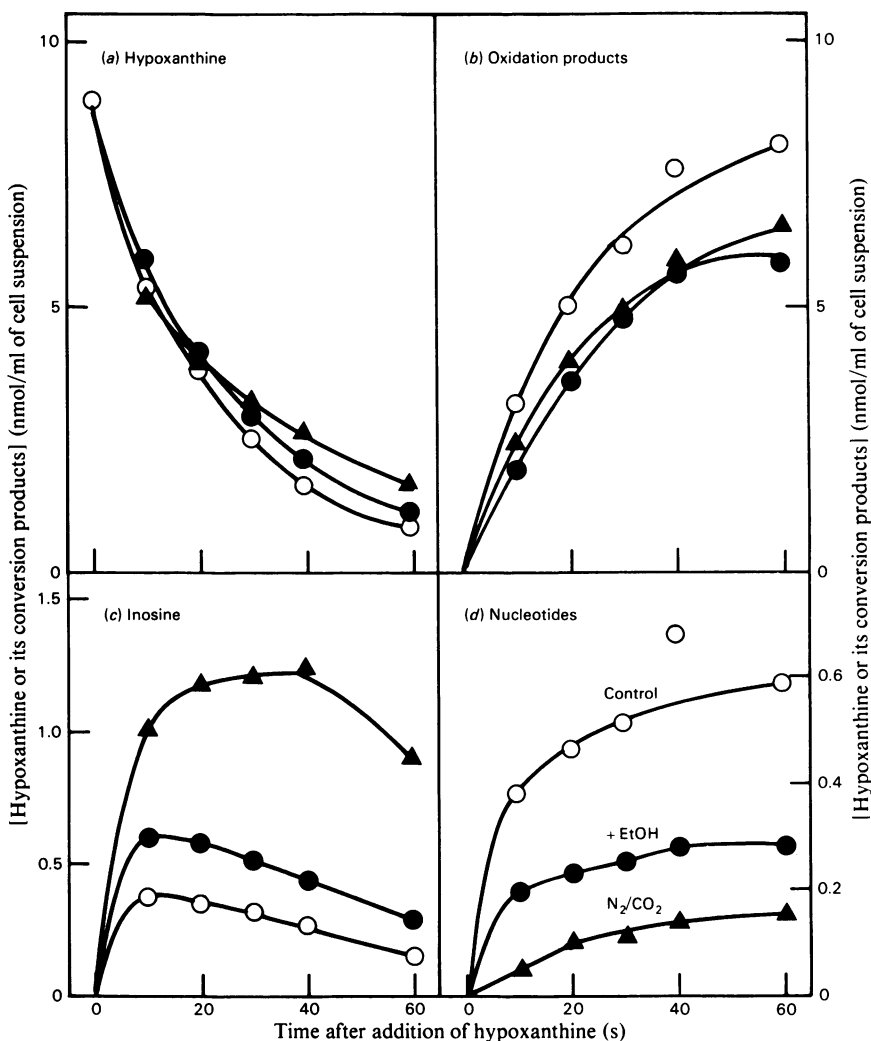 [Hypoxanthine or its conversion products] (nmol/ml of cell suspension)
10
5
0
(a) Hypoxanthine
(b) Oxidation products
10
5
0
1.5
1.0
0.5
0
(c) Inosine
(d) Nucleotides
Control
+ EtOH
N₂/CO₂
0.6
0.4
0.2
0
0
20
40
60
0
20
40
60
Time after addition of hypoxanthine (s)
[Hypoxanthine or its conversion products] (nmol/ml of cell suspension)